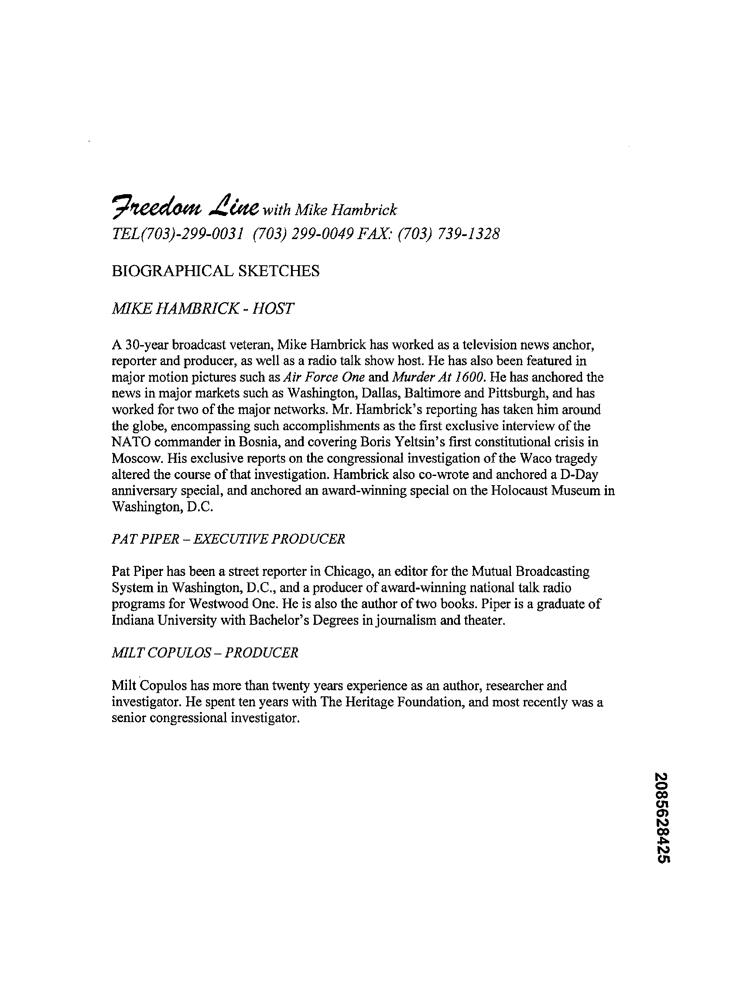 Freedom Line with Mike Hambrick
TEL(703)-299-0031 (703) 299-0049 FAX: (703) 739-1328
BIOGRAPHICAL SKETCHES
MIKE HAMBRICK - HOST
A 30-year broadcast veteran, Mike Hambrick has worked as a television news anchor,
reporter and producer, as well as a radio talk show host. He has also been featured in
major motion pictures such as Air Force One and Murder At 1600. He has anchored the
news in major markets such as Washington, Dallas, Baltimore and Pittsburgh, and has
worked for two of the major networks. Mr. Hambrick's reporting has taken him around
the globe, encompassing such accomplishments as the first exclusive interview of the
NATO commander in Bosnia, and covering Boris Yeltsin's first constitutional crisis in
Moscow. His exclusive reports on the congressional investigation of the Waco tragedy
altered the course of that investigation. Hambrick also co-wrote and anchored a D-Day
anniversary special, and anchored an award-winning special on the Holocaust Museum in
Washington, D.C.
PAT PIPER – EXECUTIVE PRODUCER
Pat Piper has been a street reporter in Chicago, an editor for the Mutual Broadcasting
System in Washington, D.C., and a producer of award-winning national talk radio
programs for Westwood One. He is also the author of two books. Piper is a graduate of
Indiana University with Bachelor's Degrees in journalism and theater.
MILT COPULOS – PRODUCER
Milt Copulos has more than twenty years experience as an author, researcher and
investigator. He spent ten years with The Heritage Foundation, and most recently was a
senior congressional investigator.
2085628425